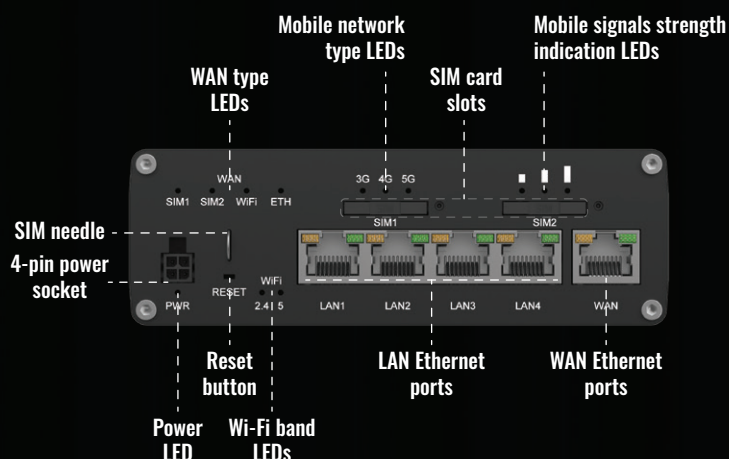 Mobile network
type LEDs
Mobile signals strength
indication LEDs
WAN type
LEDs
SIM card
slots
WAN
3G 4G 5G
SIM1 SIM2 WiFi ETH
SIM1
SIM2
SIM needle
4-pin power
socket
RESET
WiFi
2.4 5
PWR
LAN1 LAN2 LAN3 LAN4 WAN
Reset
button
LAN Ethernet
ports
WAN Ethernet
ports
Power
LED
Wi-Fi band
LEDs